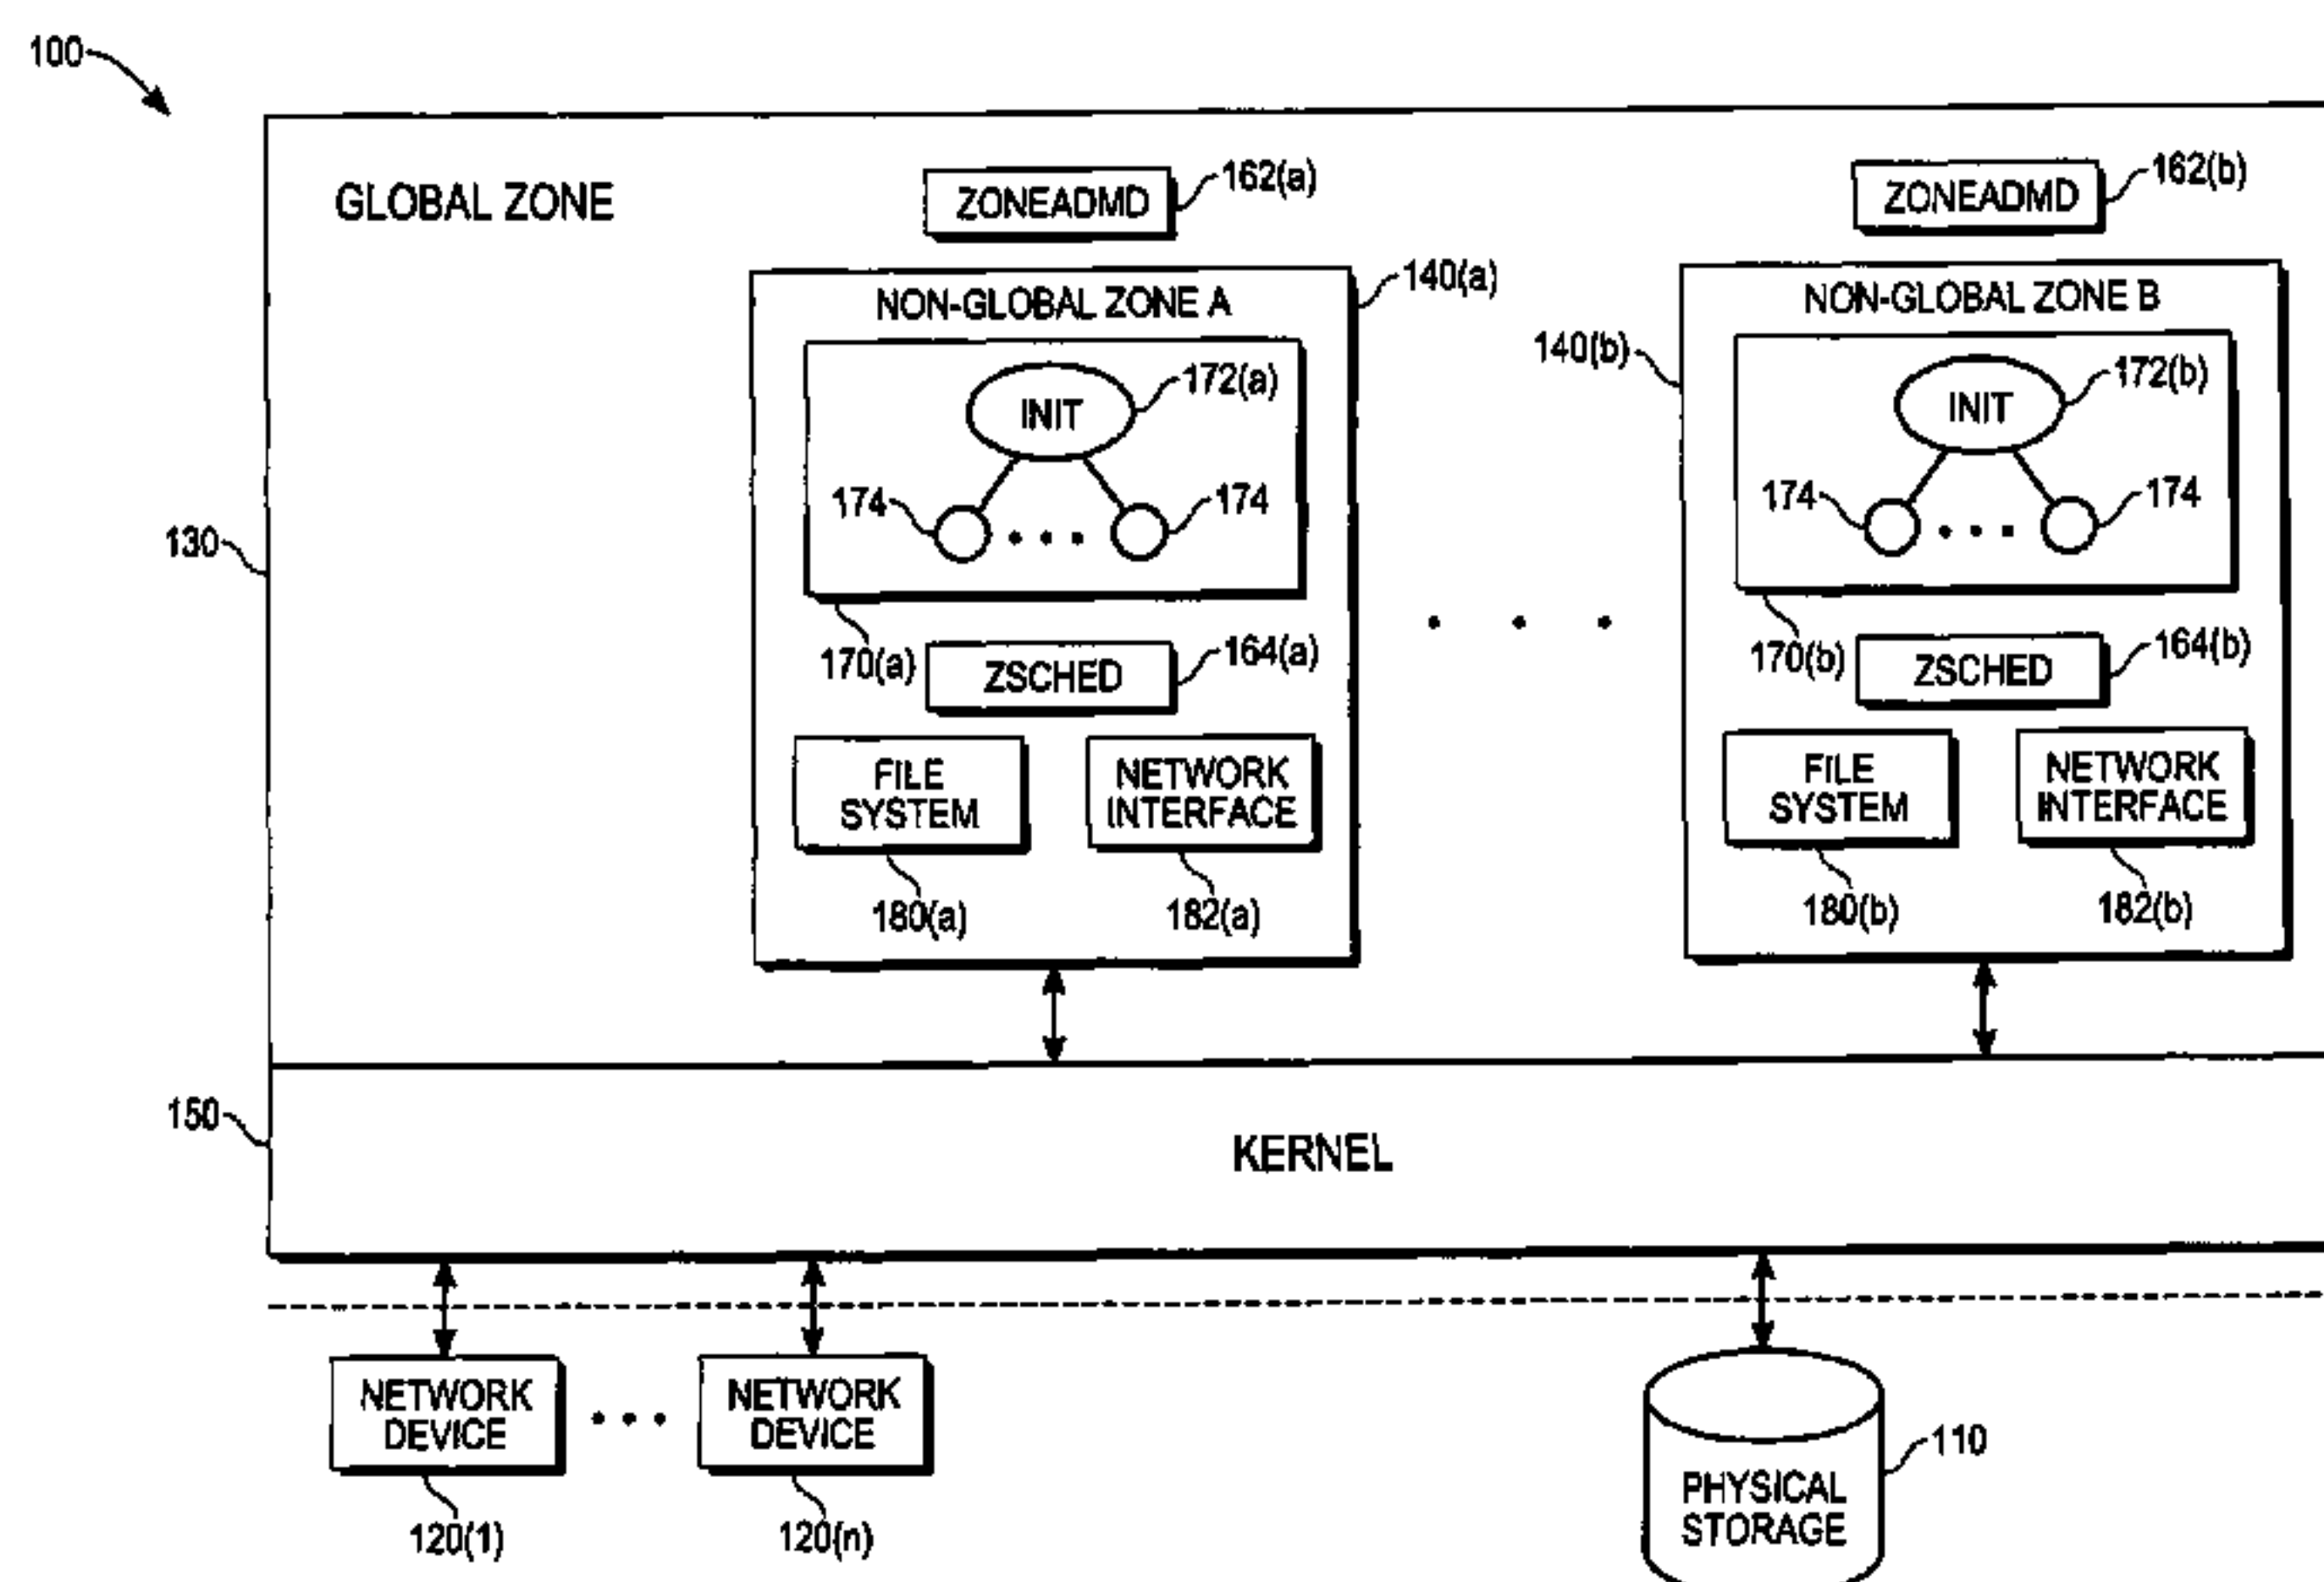 100
GLOBAL ZONE
ZONEADMD
162(a)
ZONEADMD
162(b)
NON-GLOBAL ZONE A
140(a)
INIT
172(a)
174
174
170(a)
ZSCHED
164(a)
FILE
SYSTEM
180(a)
NETWORK
INTERFACE
182(a)
NON-GLOBAL ZONE B
140(b)
INIT
172(b)
174
174
170(b)
ZSCHED
164(b)
FILE
SYSTEM
180(b)
NETWORK
INTERFACE
182(b)
130
150
KERNEL
NETWORK
DEVICE
120(1)
NETWORK
DEVICE
120(n)
PHYSICAL
STORAGE
110